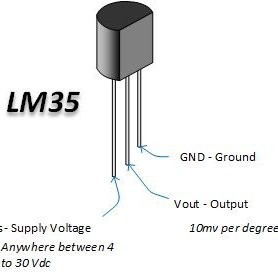 LM35
GND - Ground
Vout - Output
10mv per degree
s- Supply Voltage
Anywhere between 4
to 30 Vdc